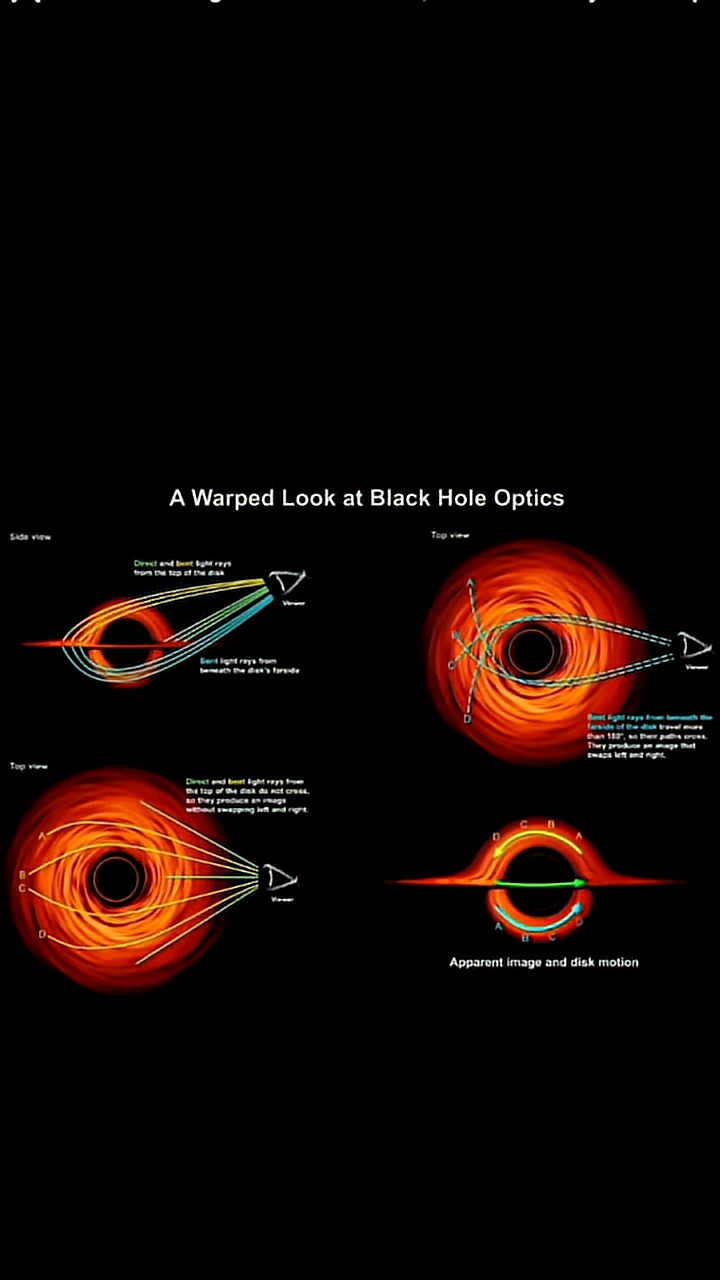 A Warped Look at Black Hole Optics
Side view
Direct and bent light rays
from the top of the disk
Viewer
Bent light rays from
beneath the disk's farside
Top view
A
C
D
Viewer
Bent light rays from beneath the
farside of the disk travel more
than 180°, so their paths cross.
They produce an image that
swaps left and right.
Top view
Direct and bent light rays from
the top of the disk do not cross,
so they produce an image
without swapping left and right.
A
B
C
D
Viewer
D C B A
A B C D
Apparent image and disk motion